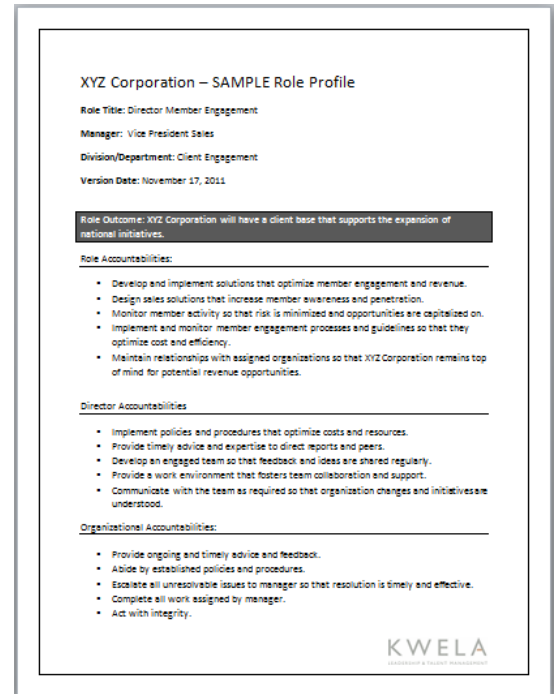 XYZ Corporation – SAMPLE Role Profile
Role Title: Director Member Engagement
Manager: Vice President Sales
Division/Department: Client Engagement
Version Date: November 17, 2011
Role Outcome: XYZ Corporation will have a client base that supports the expansion of
national initiatives.
Role Accountabilities:
▪ Develop and implement solutions that optimize member engagement and revenue.
▪ Design sales solutions that increase member awareness and penetration.
▪ Monitor member activity so that risk is minimized and opportunities are capitalized on.
▪ Implement and monitor member engagement processes and guidelines so that they
optimize cost and efficiency.
▪ Maintain relationships with assigned organizations so that XYZ Corporation remains top
of mind for potential revenue opportunities.
Director Accountabilities
▪ Implement policies and procedures that optimize costs and resources.
▪ Provide timely advice and expertise to direct reports and peers.
▪ Develop an engaged team so that feedback and ideas are shared regularly.
▪ Provide a work environment that fosters team collaboration and support.
▪ Communicate with the team as required so that organization changes and initiatives are
understood.
Organizational Accountabilities:
▪ Provide ongoing and timely advice and feedback.
▪ Abide by established policies and procedures.
▪ Escalate all unresolvable issues to manager so that resolution is timely and effective.
▪ Complete all work assigned by manager.
▪ Act with integrity.
KWELA
LEADERSHIP & TALENT MANAGEMENT